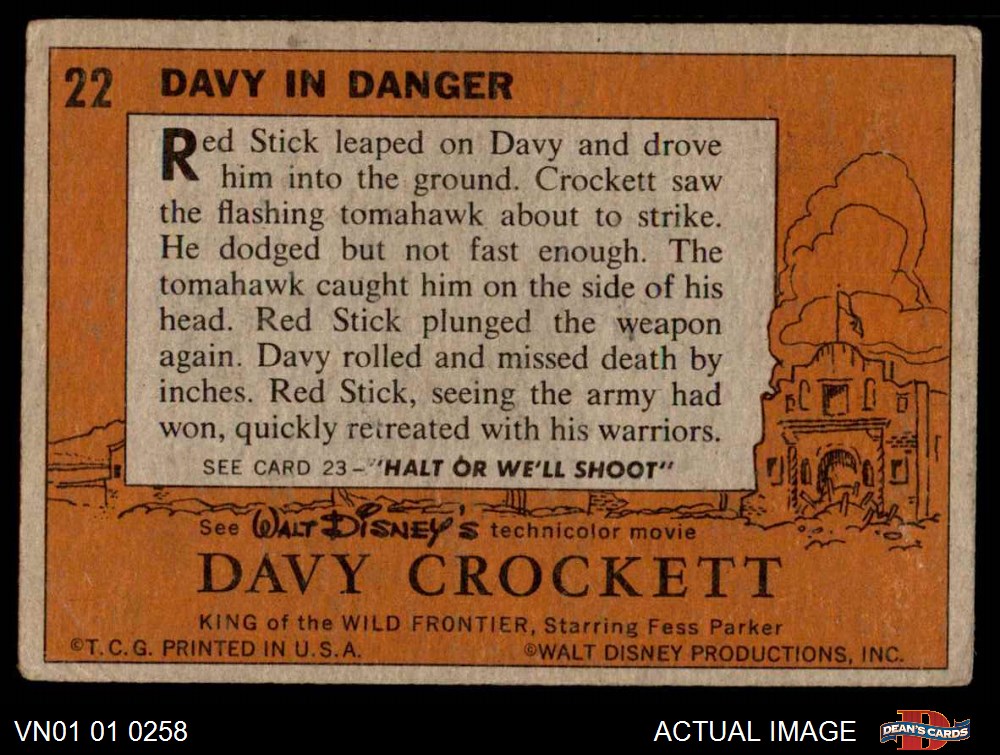 22 DAVY IN DANGER
Red Stick leaped on Davy and drove
him into the ground. Crockett saw
the flashing tomahawk about to strike.
He dodged but not fast enough. The
tomahawk caught him on the side of his
head. Red Stick plunged the weapon
again. Davy rolled and missed death by
inches. Red Stick, seeing the army had
won, quickly retreated with his warriors.
SEE CARD 23-"HALT OR WE'LL SHOOT"
See WALT DISNEY'S technicolor movie
DAVY CROCKETT
KING of the WILD FRONTIER, Starring Fess Parker
©T.C.G. PRINTED IN U.S.A. ©WALT DISNEY PRODUCTIONS, INC.
VN01 01 0258 ACTUAL IMAGE DEAN'S CARDS